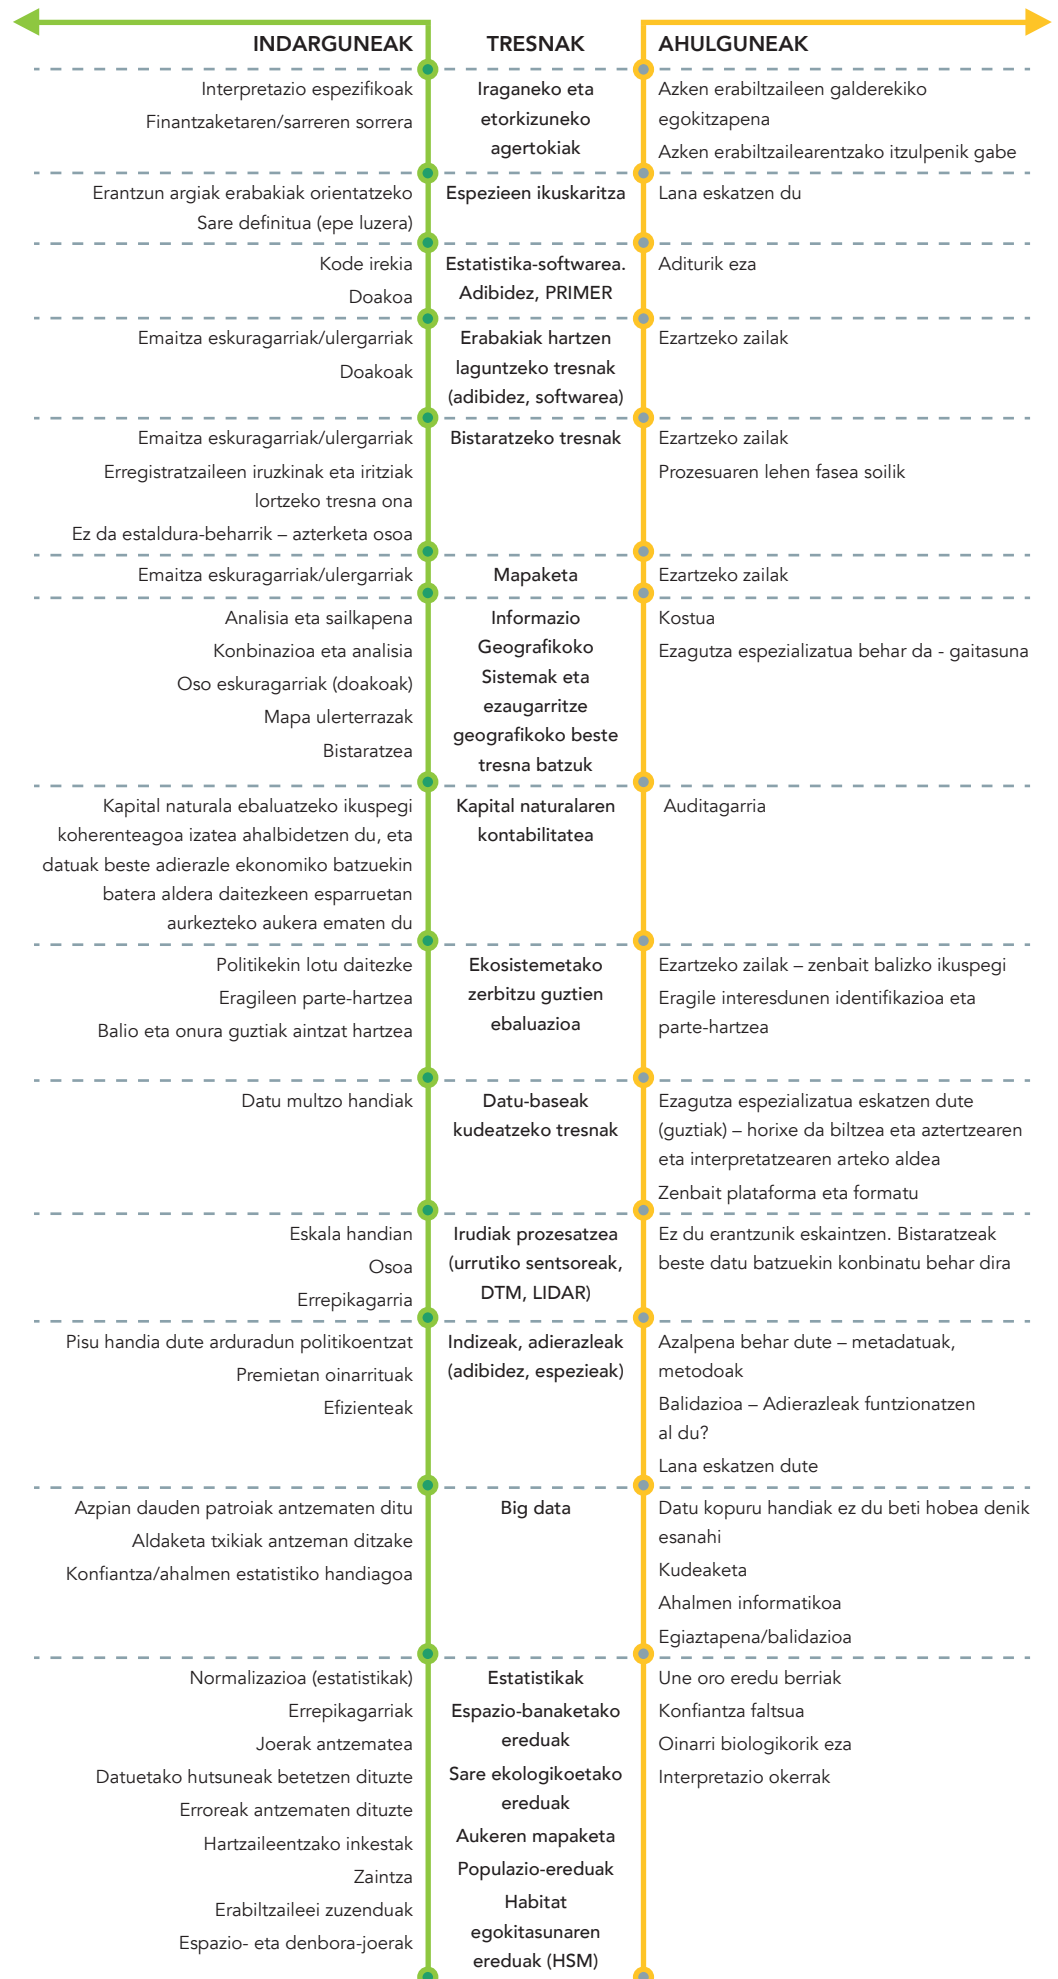 INDARGUNEAK
TRESNAK
AHULGUNEAK
Interpretazio espezifikoak
Finantzaketaren/sarreren sorrera
Iraganeko eta
etorkizuneko
agertokiak
Azken erabiltzaileen galderekiko
egokitzapena
Azken erabiltzailearentzako itzulpenik gabe
Erantzun argiak erabakiak orientatzeko
Sare definitua (epe luzera)
Espezieen ikuskaritza
Lana eskatzen du
Kode irekia
Doakoa
Estatistika-softwarea.
Adibidez, PRIMER
Aditurik eza
Emaitza eskuragarriak/ulergarriak
Doakoak
Erabakiak hartzen
laguntzeko tresnak
(adibidez, softwarea)
Ezartzeko zailak
Emaitza eskuragarriak/ulergarriak
Erregistratzaileen iruzkinak eta iritziak
lortzeko tresna ona
Ez da estaldura-beharrik – azterketa osoa
Bistaratzeko tresnak
Ezartzeko zailak
Prozesuaren lehen fasea soilik
Emaitza eskuragarriak/ulergarriak
Mapaketa
Ezartzeko zailak
Analisia eta sailkapena
Konbinazioa eta analisia
Oso eskuragarriak (doakoak)
Mapa ulerterrazak
Bistaratzea
Informazio
Geografikoko
Sistemak eta
ezaugarritze
geografikoko beste
tresna batzuk
Kostua
Ezagutza espezializatua behar da - gaitasuna
Kapital naturala ebaluatzeko ikuspegi
koherenteagoa izatea ahalbidetzen du, eta
datuak beste adierazle ekonomiko batzuekin
batera aldera daitezkeen esparruetan
aurkezteko aukera ematen du
Kapital naturalaren
kontabilitatea
Auditagarria
Politikekin lotu daitezke
Eragileen parte-hartzea
Balio eta onura guztiak aintzat hartzea
Ekosistemetako
zerbitzu guztien
ebaluazioa
Ezartzeko zailak – zenbait balizko ikuspegi
Eragile interesdunen identifikazioa eta
parte-hartzea
Datu multzo handiak
Datu-baseak
kudeatzeko tresnak
Ezagutza espezializatua eskatzen dute
(guztiak) – horixe da biltzea eta aztertzearen
eta interpretatzearen arteko aldea
Zenbait plataforma eta formatu
Eskala handian
Osoa
Errepikagarria
Irudiak prozesatzea
(urrutiko sentsoreak,
DTM, LIDAR)
Ez du erantzunik eskaintzen. Bistaratzeak
beste datu batzuekin konbinatu behar dira
Pisu handia dute arduradun politikoentzat
Premietan oinarrituak
Efizienteak
Indizeak, adierazleak
(adibidez, espezieak)
Azalpena behar dute – metadatuak,
metodoak
Balidazioa – Adierazleak funtzionatzen
al du?
Lana eskatzen dute
Azpian dauden patroiak antzematen ditu
Aldaketa txikiak antzeman ditzake
Konfiantza/ahalmen estatistiko handiagoa
Big data
Datu kopuru handiak ez du beti hobea denik
esanahi
Kudeaketa
Ahalmen informatikoa
Egiaztapena/balidazioa
Normalizazioa (estatistikak)
Errepikagarriak
Joerak antzematea
Datuetako hutsuneak betetzen dituzte
Erroreak antzematen dituzte
Hartzaileentzako inkestak
Zaintza
Erabiltzaileei zuzenduak
Espazio- eta denbora-joerak
Estatistikak
Espazio-banaketako
ereduak
Sare ekologikoetako
ereduak
Aukeren mapaketa
Populazio-ereduak
Habitat
egokitasunaren
ereduak (HSM)
Une oro eredu berriak
Konfiantza faltsua
Oinarri biologikorik eza
Interpretazio okerrak